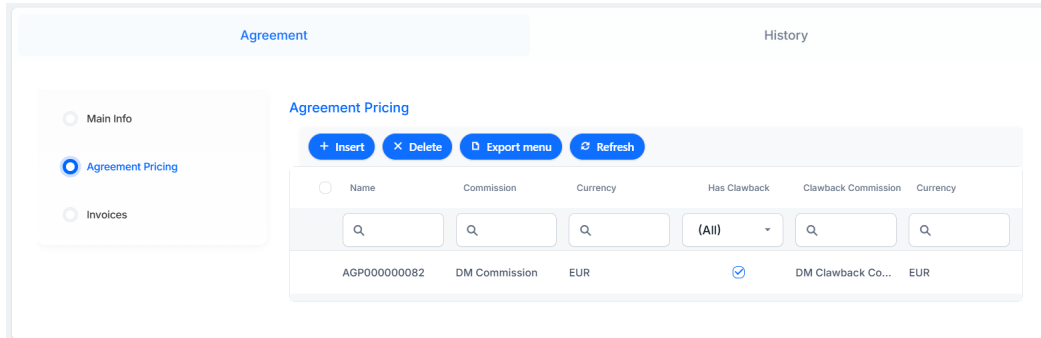 Agreement History
Main Info
Agreement Pricing
Invoices
Agreement Pricing
Insert Delete Export menu Refresh
Name Commission Currency Has Clawback Clawback Commission Currency
(All)
AGP000000082 DM Commission EUR DM Clawback Co... EUR